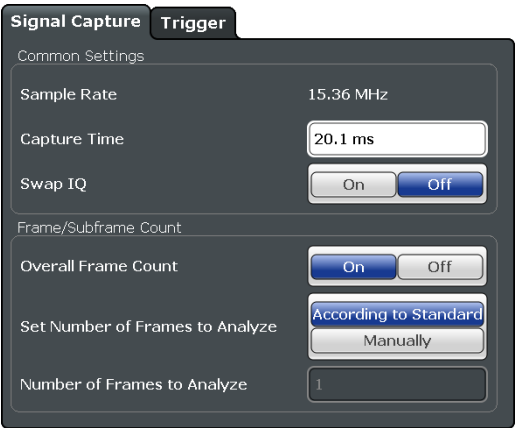 Signal Capture Trigger
Common Settings
Sample Rate 15.36 MHz
Capture Time 20.1 ms
Swap IQ On Off
Frame/Subframe Count
Overall Frame Count On Off
According to Standard
Set Number of Frames to Analyze
Manually
Number of Frames to Analyze 1